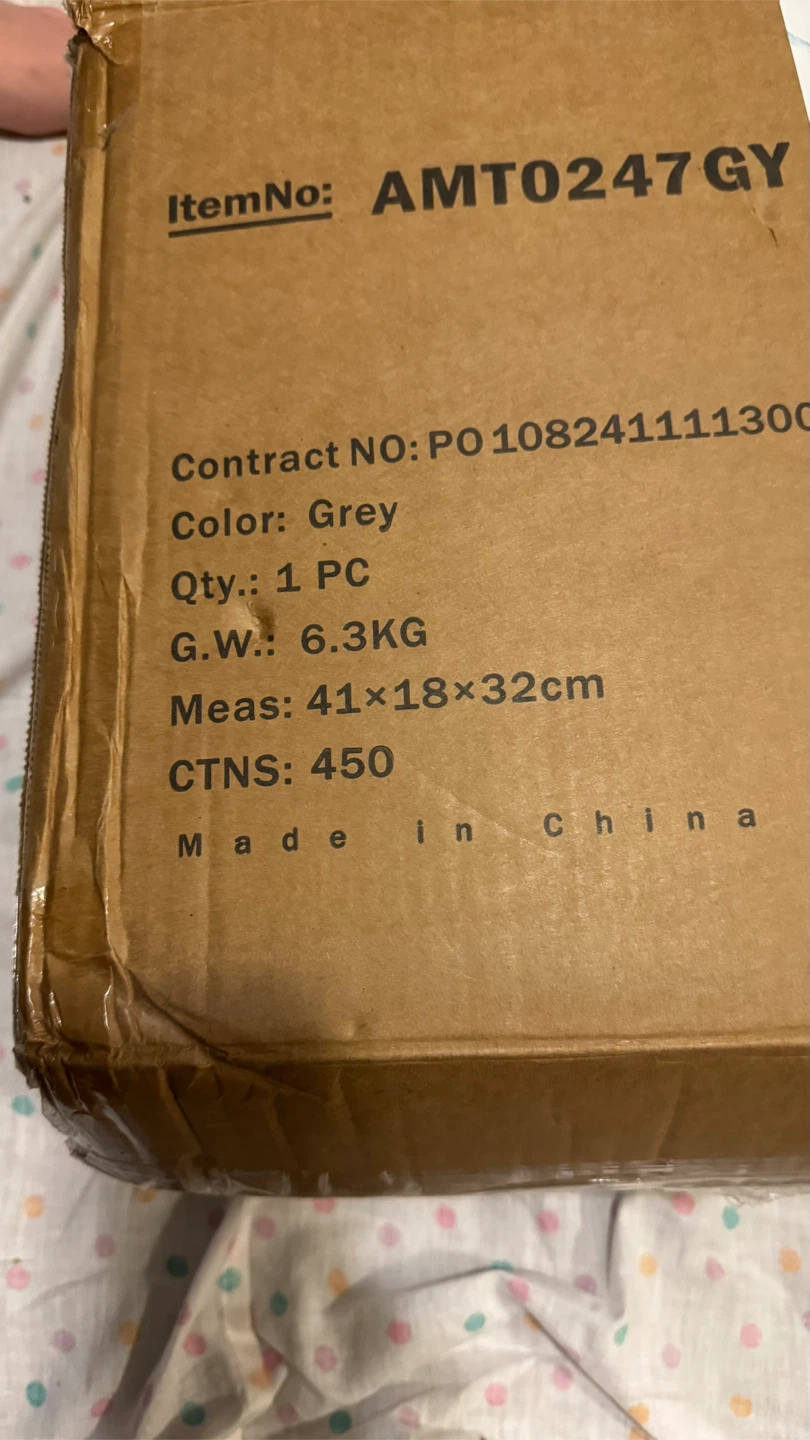 ItemNo: AMT0247GY
Contract NO: PO10824111130
Color: Grey
Qty.: 1 PC
G.W.: 6.3KG
Meas: 41×18×32cm
CTNS: 450
Made in China